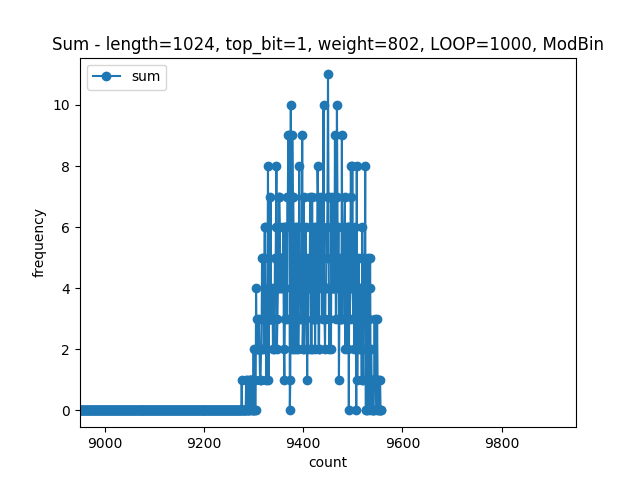 Sum - length=1024, top_bit=1, weight=802, LOOP=1000, ModBin
sum
frequency
10
8
6
4
2
0
9000 9200 9400 9600 9800
count